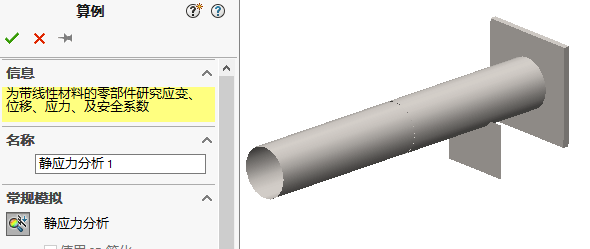 算例
信息
为带线性材料的零部件研究应变、
位移、应力、及安全系数
名称
静应力分析 1
常规模拟
静应力分析